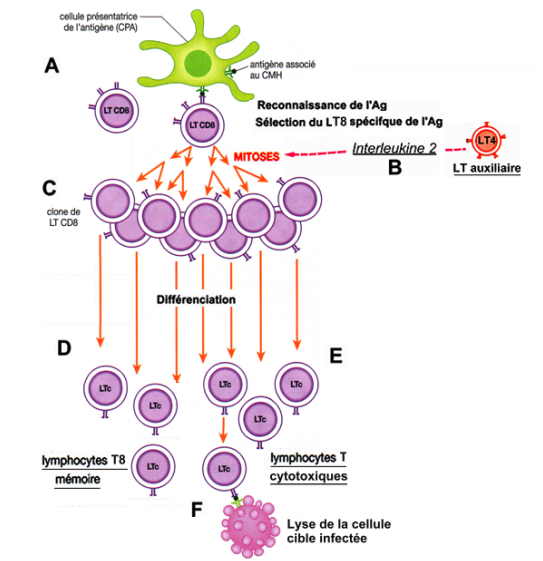 cellule présentatrice
de l'antigène (CPA)
A
antigène associé
au CMH
LT CD8
LT CD8
Reconnaissance de l'Ag
Sélection du LT8 spécifque de l'Ag
MITOSES
Interleukine 2
LT4
B
LT auxiliaire
C
clone de
LT CD8
Différenciation
D
E
LTc
LTc
LTc
LTc
LTc
lymphocytes T8
mémoire
LTc
LTc
lymphocytes T
cytotoxiques
F
Lyse de la cellule
cible infectée